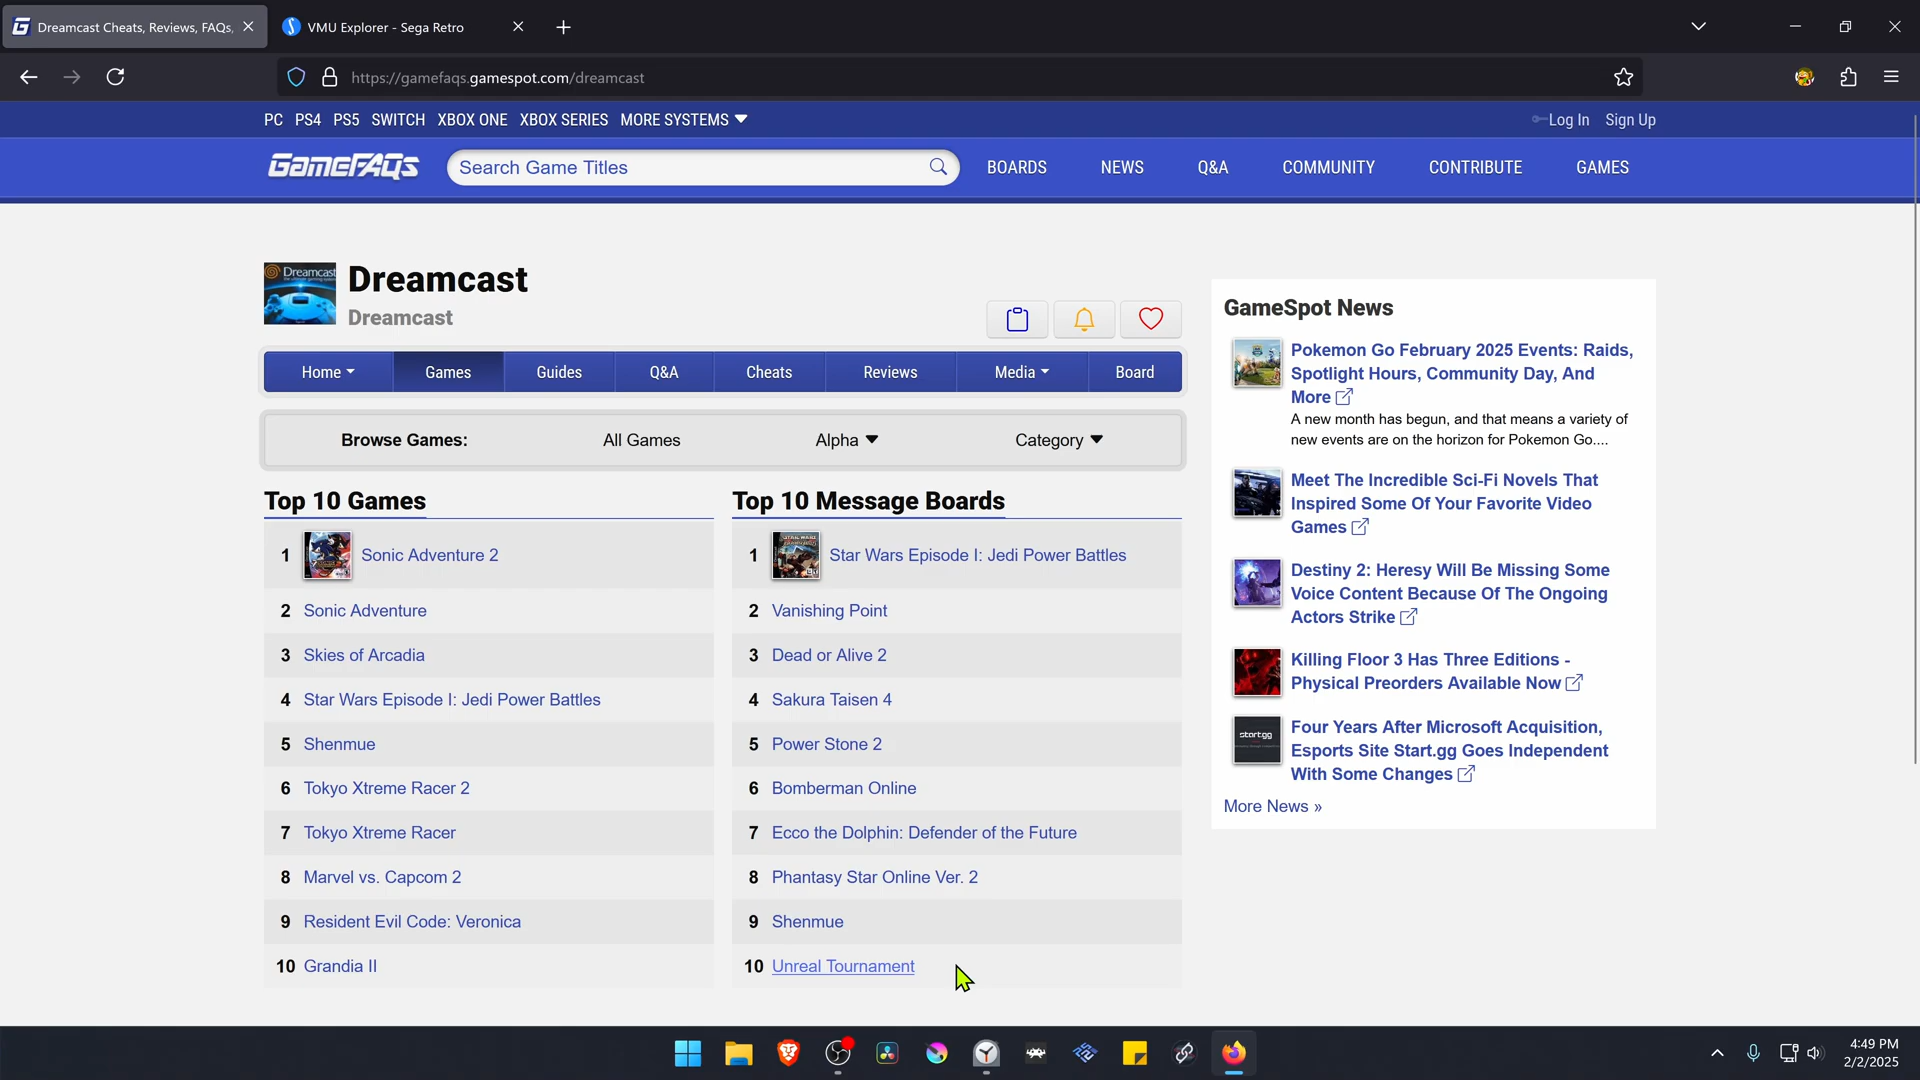 Dreamcast Cheats, Reviews, FAQs,
VMU Explorer - Sega Retro
https://gamefaqs.gamespot.com/dreamcast
PC PS4 PS5 SWITCH XBOX ONE XBOX SERIES MORE SYSTEMS
Log In Sign Up
GameFAQs
Search Game Titles
BOARDS NEWS Q&A COMMUNITY CONTRIBUTE GAMES
Dreamcast
Dreamcast
Dreamcast
Home Games Guides Q&A Cheats Reviews Media Board
Browse Games: All Games Alpha Category
Top 10 Games
1 Sonic Adventure 2
2 Sonic Adventure
3 Skies of Arcadia
4 Star Wars Episode I: Jedi Power Battles
5 Shenmue
6 Tokyo Xtreme Racer 2
7 Tokyo Xtreme Racer
8 Marvel vs. Capcom 2
9 Resident Evil Code: Veronica
10 Grandia II
Top 10 Message Boards
1 Star Wars Episode I: Jedi Power Battles
2 Vanishing Point
3 Dead or Alive 2
4 Sakura Taisen 4
5 Power Stone 2
6 Bomberman Online
7 Ecco the Dolphin: Defender of the Future
8 Phantasy Star Online Ver. 2
9 Shenmue
10 Unreal Tournament
GameSpot News
Pokemon Go February 2025 Events: Raids,
Spotlight Hours, Community Day, And
More
A new month has begun, and that means a variety of
new events are on the horizon for Pokemon Go....
Meet The Incredible Sci-Fi Novels That
Inspired Some Of Your Favorite Video
Games
Destiny 2: Heresy Will Be Missing Some
Voice Content Because Of The Ongoing
Actors Strike
Killing Floor 3 Has Three Editions -
Physical Preorders Available Now
start.gg
Four Years After Microsoft Acquisition,
Esports Site Start.gg Goes Independent
With Some Changes
More News »
4:49 PM
2/2/2025